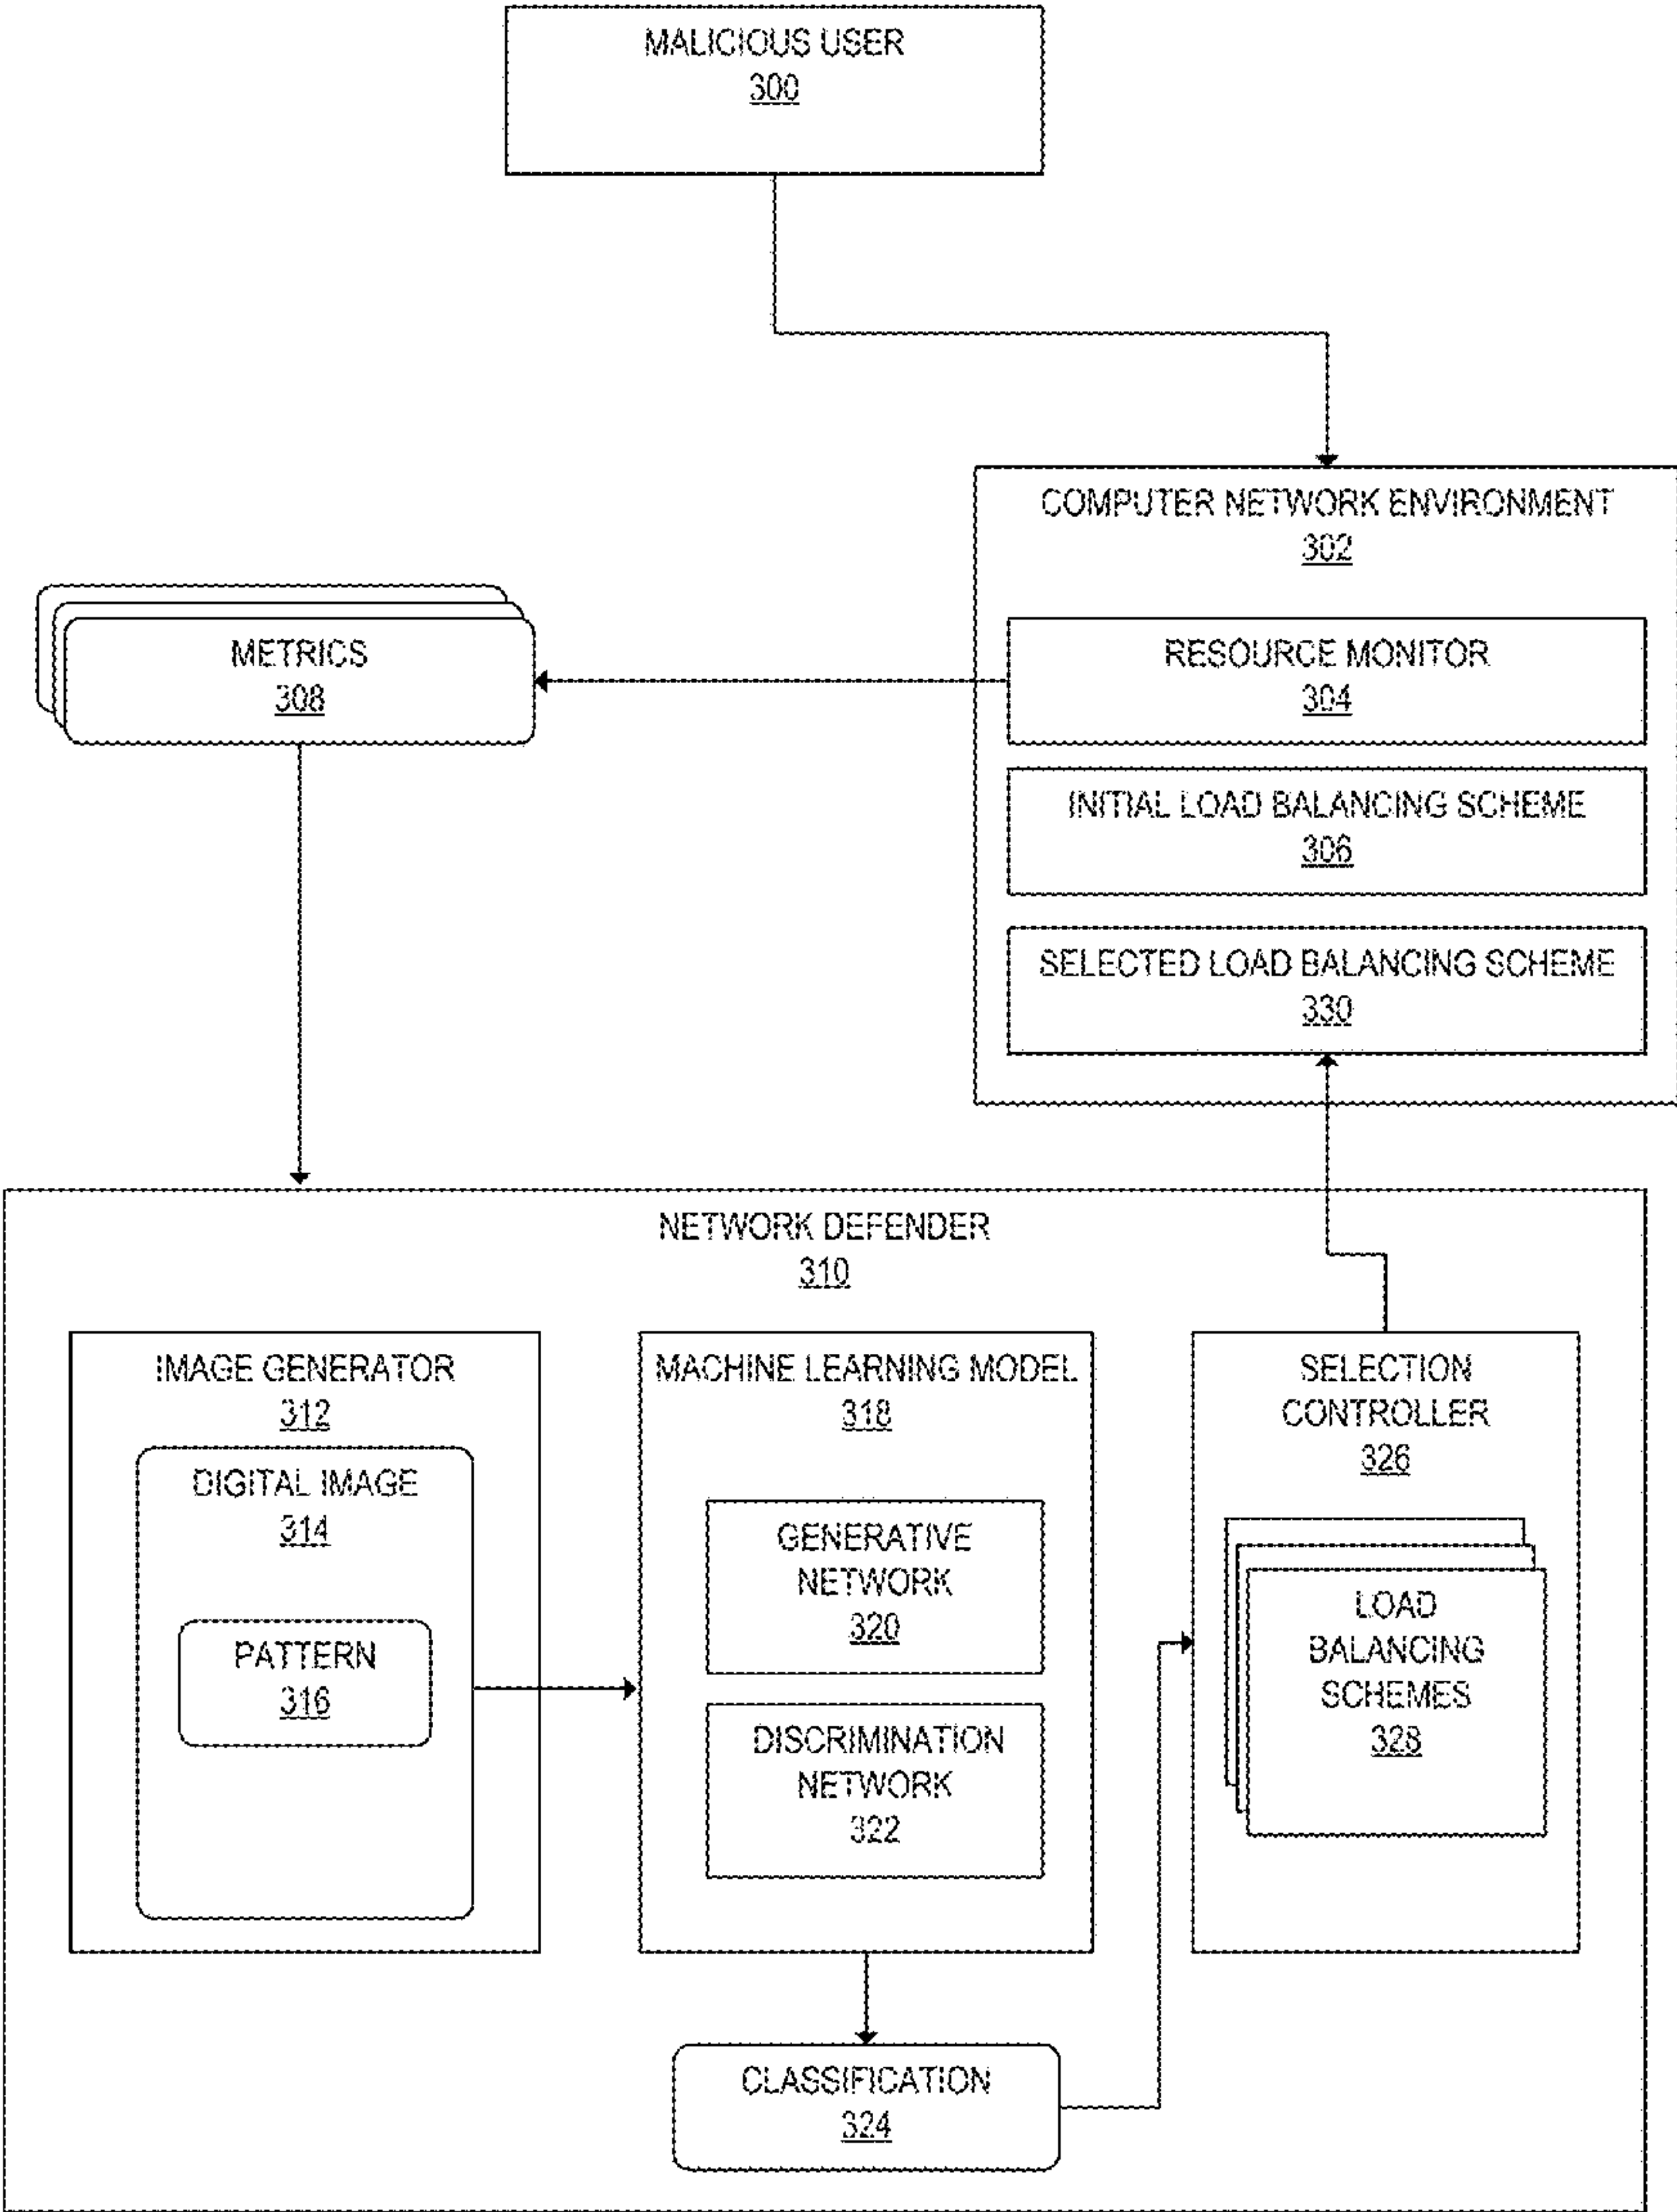 MALICIOUS USER
300
COMPUTER NETWORK ENVIRONMENT
302
METRICS
308
RESOURCE MONITOR
304
INITIAL LOAD BALANCING SCHEME
306
SELECTED LOAD BALANCING SCHEME
330
NETWORK DEFENDER
310
IMAGE GENERATOR
312
DIGITAL IMAGE
314
PATTERN
316
MACHINE LEARNING MODEL
318
GENERATIVE
NETWORK
320
DISCRIMINATION
NETWORK
322
CLASSIFICATION
324
SELECTION
CONTROLLER
326
LOAD
BALANCING
SCHEMES
328